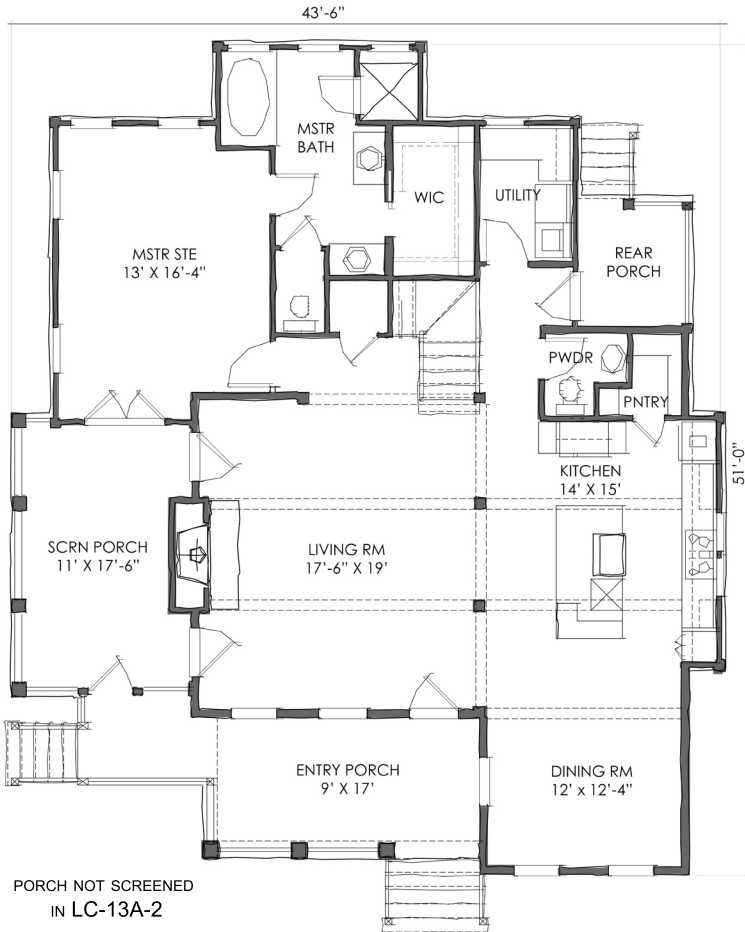 43'-6"
MSTR
BATH
WIC
UTILITY
MSTR STE
13' X 16'-4"
REAR
PORCH
PWDR
PNTRY
KITCHEN
14' X 15'
51'-0"
SCRN PORCH
11' X 17'-6"
LIVING RM
17'-6" X 19'
ENTRY PORCH
9' X 17'
DINING RM
12' x 12'-4"
PORCH NOT SCREENED
IN LC-13A-2